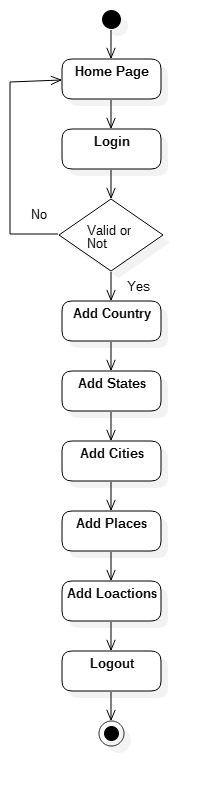 Home Page
Login
Valid or
Not
No
Yes
Add Country
Add States
Add Cities
Add Places
Add Loactions
Logout